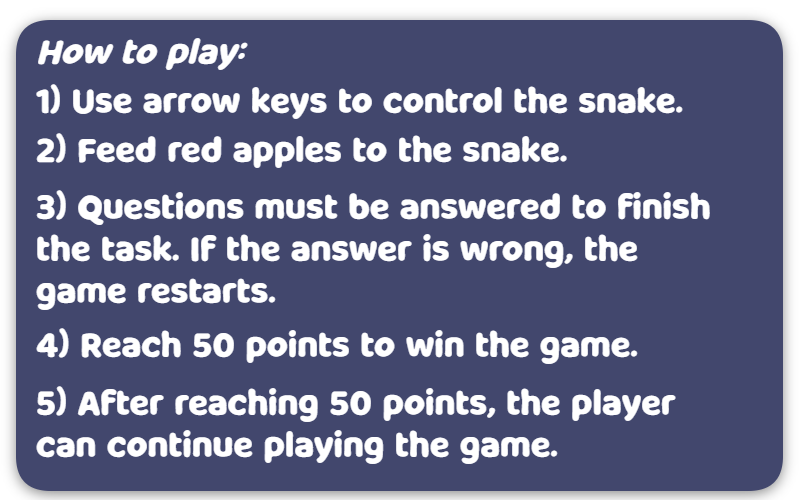 How to play:
1) Use arrow keys to control the snake.
2) Feed red apples to the snake.
3) Questions must be answered to finish
the task. If the answer is wrong, the
game restarts.
4) Reach 50 points to win the game.
5) After reaching 50 points, the player
can continue playing the game.